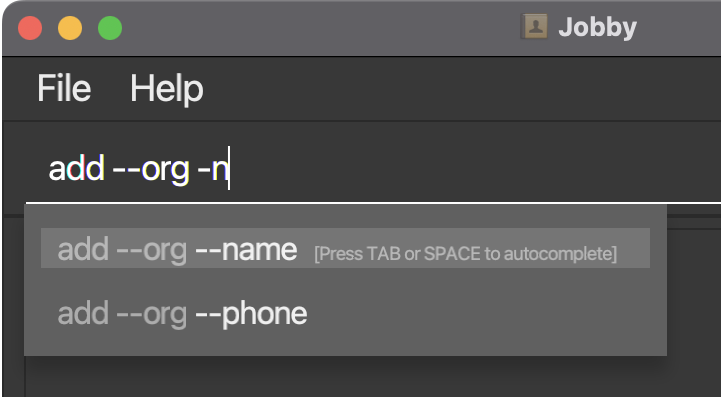 Jobby
File Help
add --org -n
add --org --name [Press TAB or SPACE to autocomplete]
add --org --phone